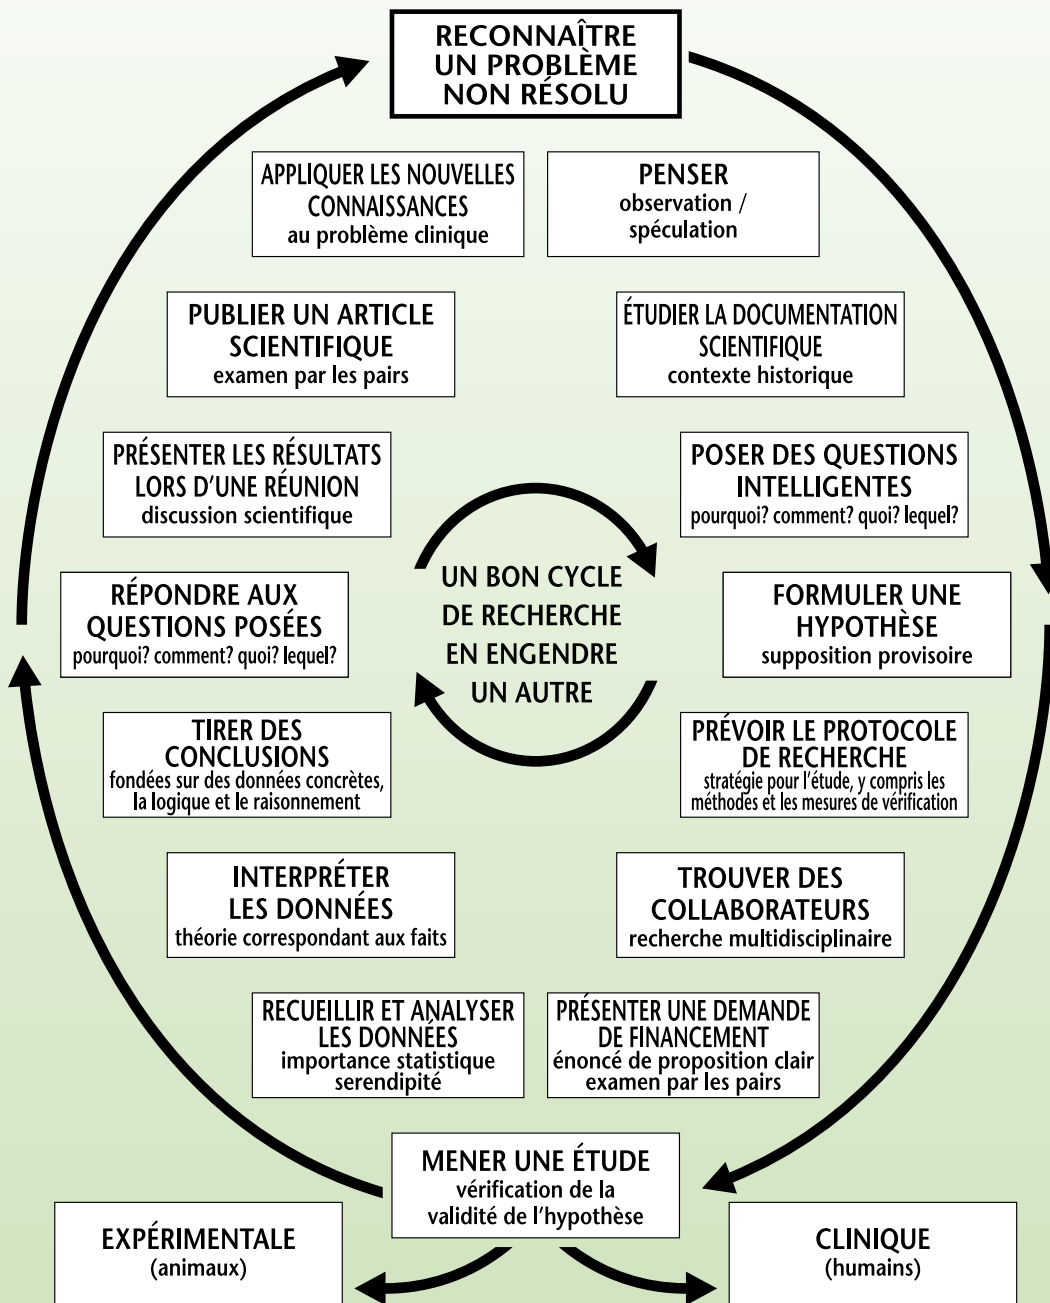 RECONNAÎTRE
UN PROBLÈME
NON RÉSOLU
PENSER
observation /
spéculation
ÉTUDIER LA DOCUMENTATION
SCIENTIFIQUE
contexte historique
POSER DES QUESTIONS
INTELLIGENTES
pourquoi? comment? quoi? lequel?
FORMULER UNE
HYPOTHÈSE
supposition provisoire
PRÉVOIR LE PROTOCOLE
DE RECHERCHE
stratégie pour l'étude, y compris les
méthodes et les mesures de vérification
TROUVER DES
COLLABORATEURS
recherche multidisciplinaire
PRÉSENTER UNE DEMANDE
DE FINANCEMENT
énoncé de proposition clair
examen par les pairs
MENER UNE ÉTUDE
vérification de la
validité de l'hypothèse
CLINIQUE
(humains)
EXPÉRIMENTALE
(animaux)
RECUEILLIR ET ANALYSER
LES DONNÉES
importance statistique
serendipité
INTERPRÉTER
LES DONNÉES
théorie correspondant aux faits
TIRER DES
CONCLUSIONS
fondées sur des données concrètes,
la logique et le raisonnement
RÉPONDRE AUX
QUESTIONS POSÉES
pourquoi? comment? quoi? lequel?
PRÉSENTER LES RÉSULTATS
LORS D'UNE RÉUNION
discussion scientifique
PUBLIER UN ARTICLE
SCIENTIFIQUE
examen par les pairs
APPLIQUER LES NOUVELLES
CONNAISSANCES
au problème clinique
UN BON CYCLE
DE RECHERCHE
EN ENGENDRE
UN AUTRE